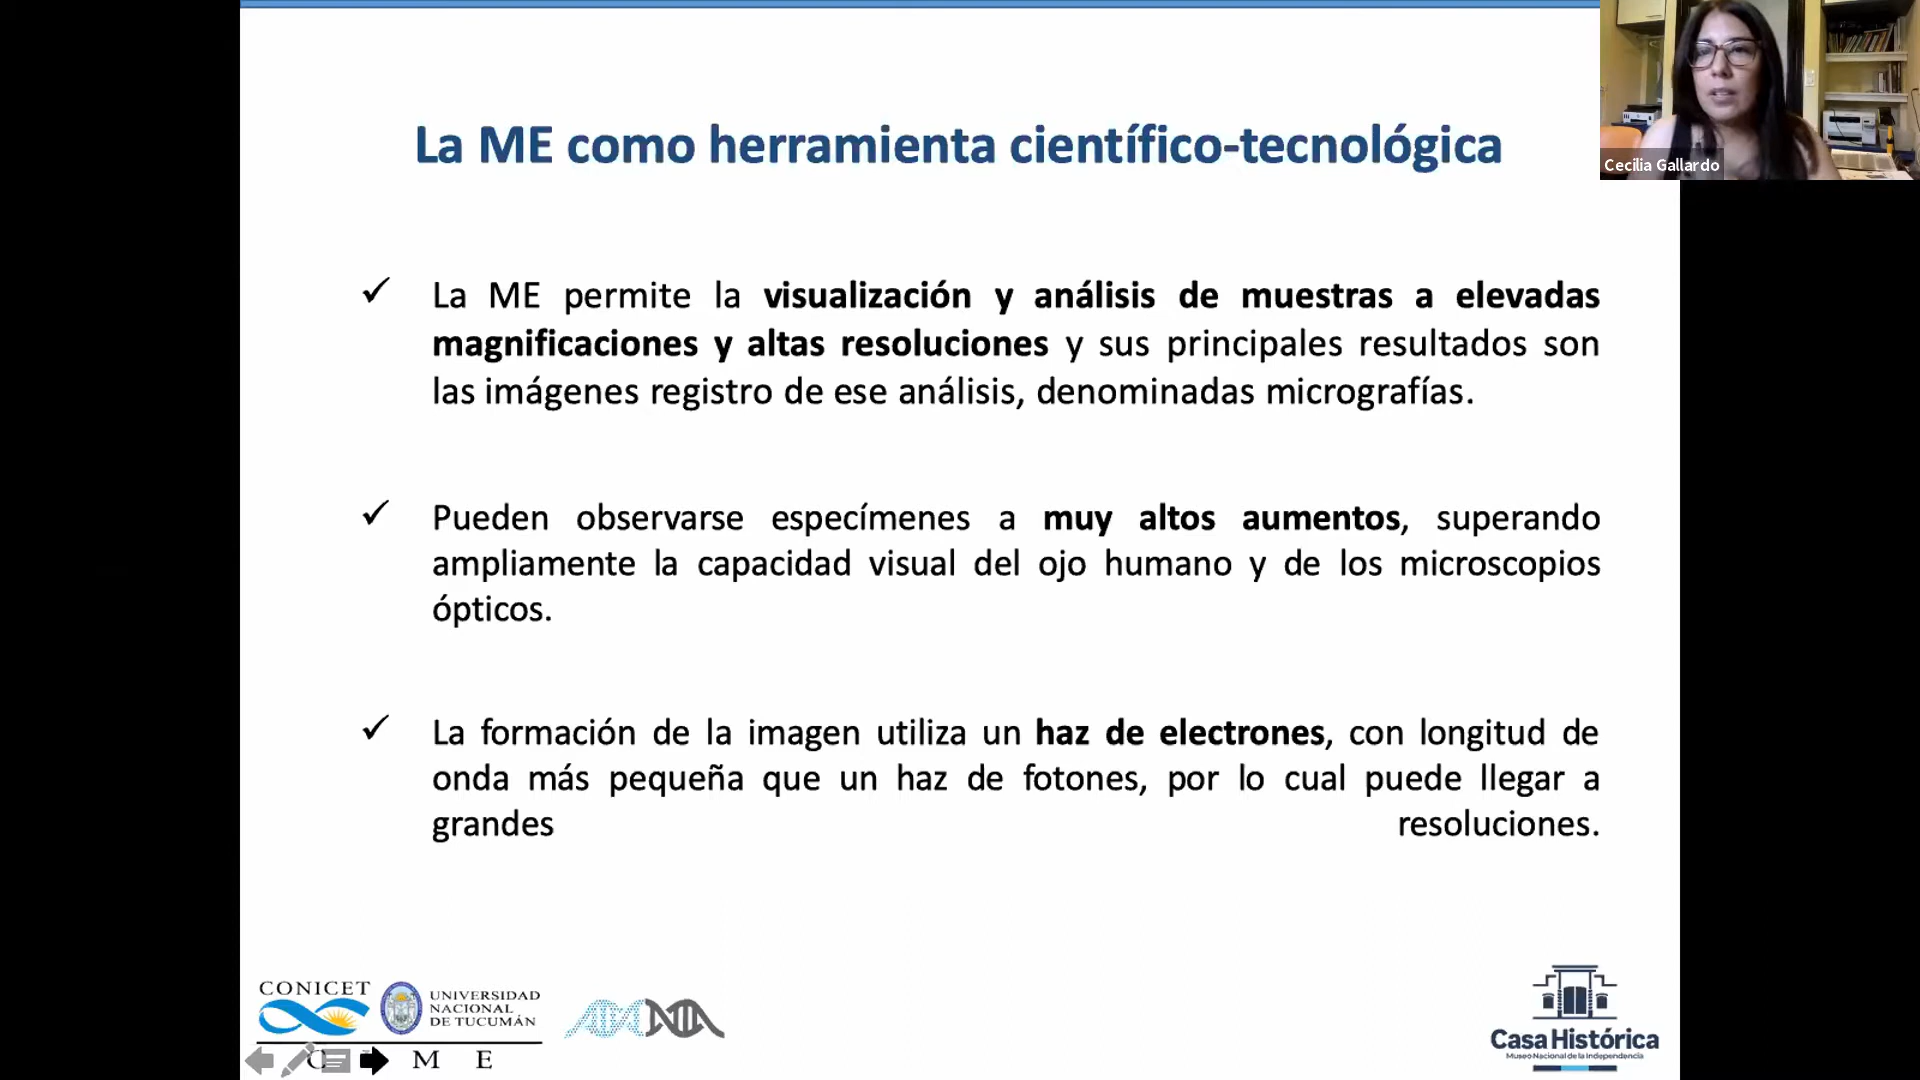 La ME como herramienta científico-tecnológica
Cecilia Gallardo
La ME permite la visualización y análisis de muestras a elevadas
magnificaciones y altas resoluciones y sus principales resultados son
las imágenes registro de ese análisis, denominadas micrografías.
Pueden observarse especímenes a muy altos aumentos, superando
ampliamente la capacidad visual del ojo humano y de los microscopios
ópticos.
La formación de la imagen utiliza un haz de electrones, con longitud de
onda más pequeña que un haz de fotones, por lo cual puede llegar a
grandes resoluciones.
CONICET
UNIVERSIDAD
NACIONAL
DE TUCUMÁN
C M E
Casa Histórica
Museo Nacional de la Independencia